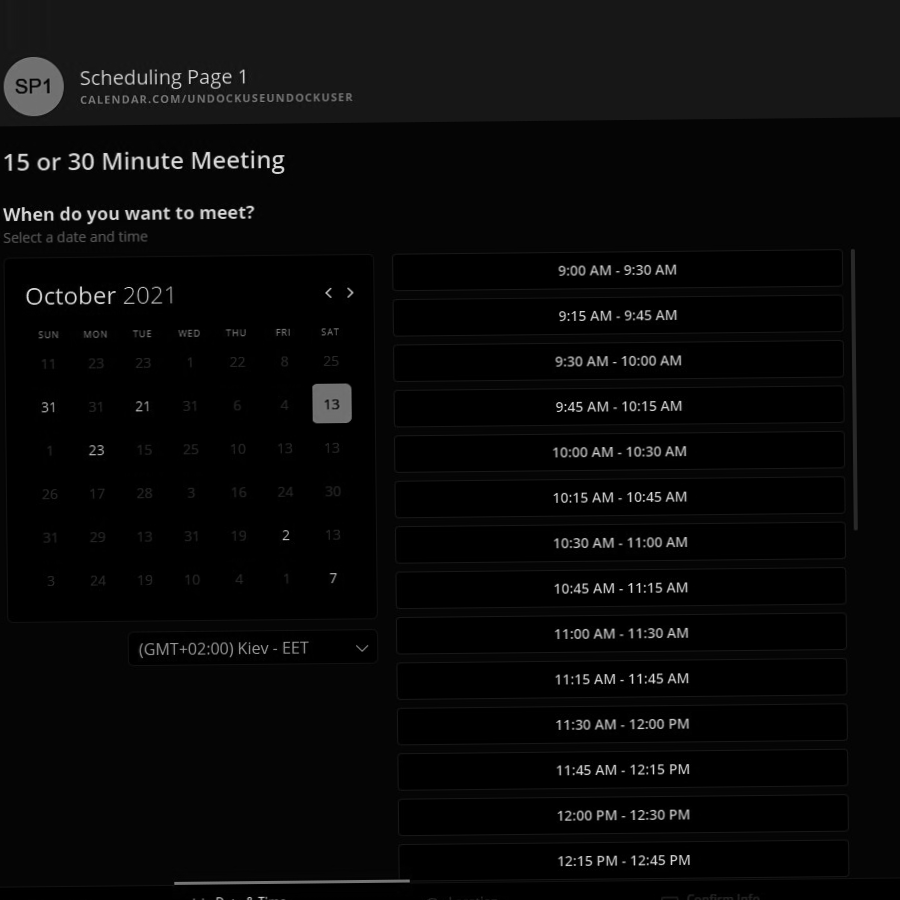 SP1
Scheduling Page 1
CALENDAR.COM/UNDOCKUSEUNDOCKUSER
15 or 30 Minute Meeting
When do you want to meet?
Select a date and time
October 2021
SUN MON TUE WED THU FRI SAT
11 23 23 1 22 8 25
31 31 21 31 6 4 13
1 23 15 25 10 13 13
26 17 28 3 16 24 30
31 29 13 31 19 2 13
3 24 19 10 4 1 7
(GMT+02:00) Kiev - EET
9:00 AM - 9:30 AM
9:15 AM - 9:45 AM
9:30 AM - 10:00 AM
9:45 AM - 10:15 AM
10:00 AM - 10:30 AM
10:15 AM - 10:45 AM
10:30 AM - 11:00 AM
10:45 AM - 11:15 AM
11:00 AM - 11:30 AM
11:15 AM - 11:45 AM
11:30 AM - 12:00 PM
11:45 AM - 12:15 PM
12:00 PM - 12:30 PM
12:15 PM - 12:45 PM
Date & Time
Confirm Info